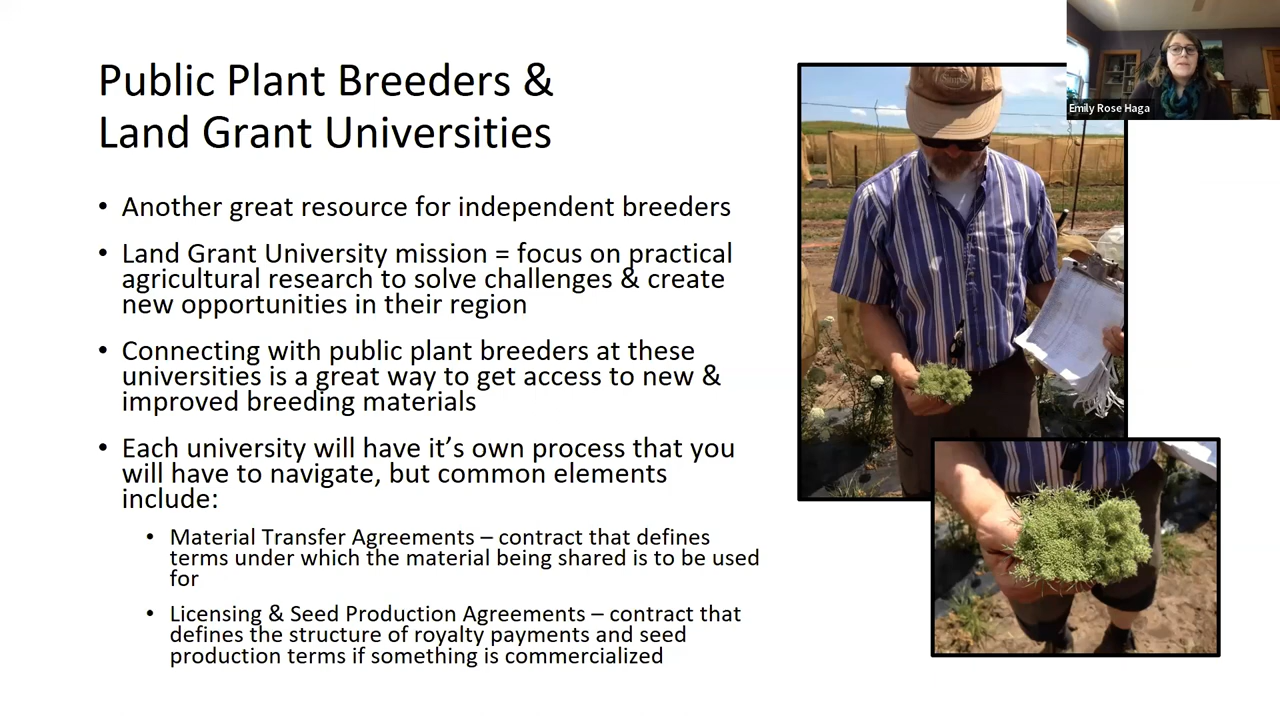 Public Plant Breeders &
Land Grant Universities
• Another great resource for independent breeders
• Land Grant University mission = focus on practical
agricultural research to solve challenges & create
new opportunities in their region
• Connecting with public plant breeders at these
universities is a great way to get access to new &
improved breeding materials
• Each university will have it's own process that you
will have to navigate, but common elements
include:
• Material Transfer Agreements – contract that defines
terms under which the material being shared is to be used
for
• Licensing & Seed Production Agreements – contract that
defines the structure of royalty payments and seed
production terms if something is commercialized
Emily Rose Haga